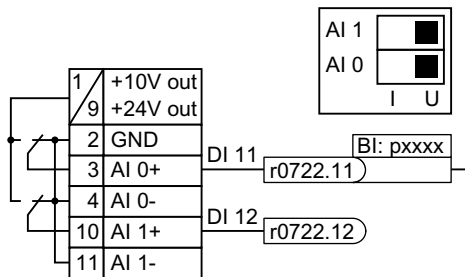 AI 1
AI 0
I U
1 +10V out
9 +24V out
2 GND
3 AI 0+ DI 11 r0722.11 BI: pxxxx
4 AI 0-
10 AI 1+ DI 12 r0722.12
11 AI 1-